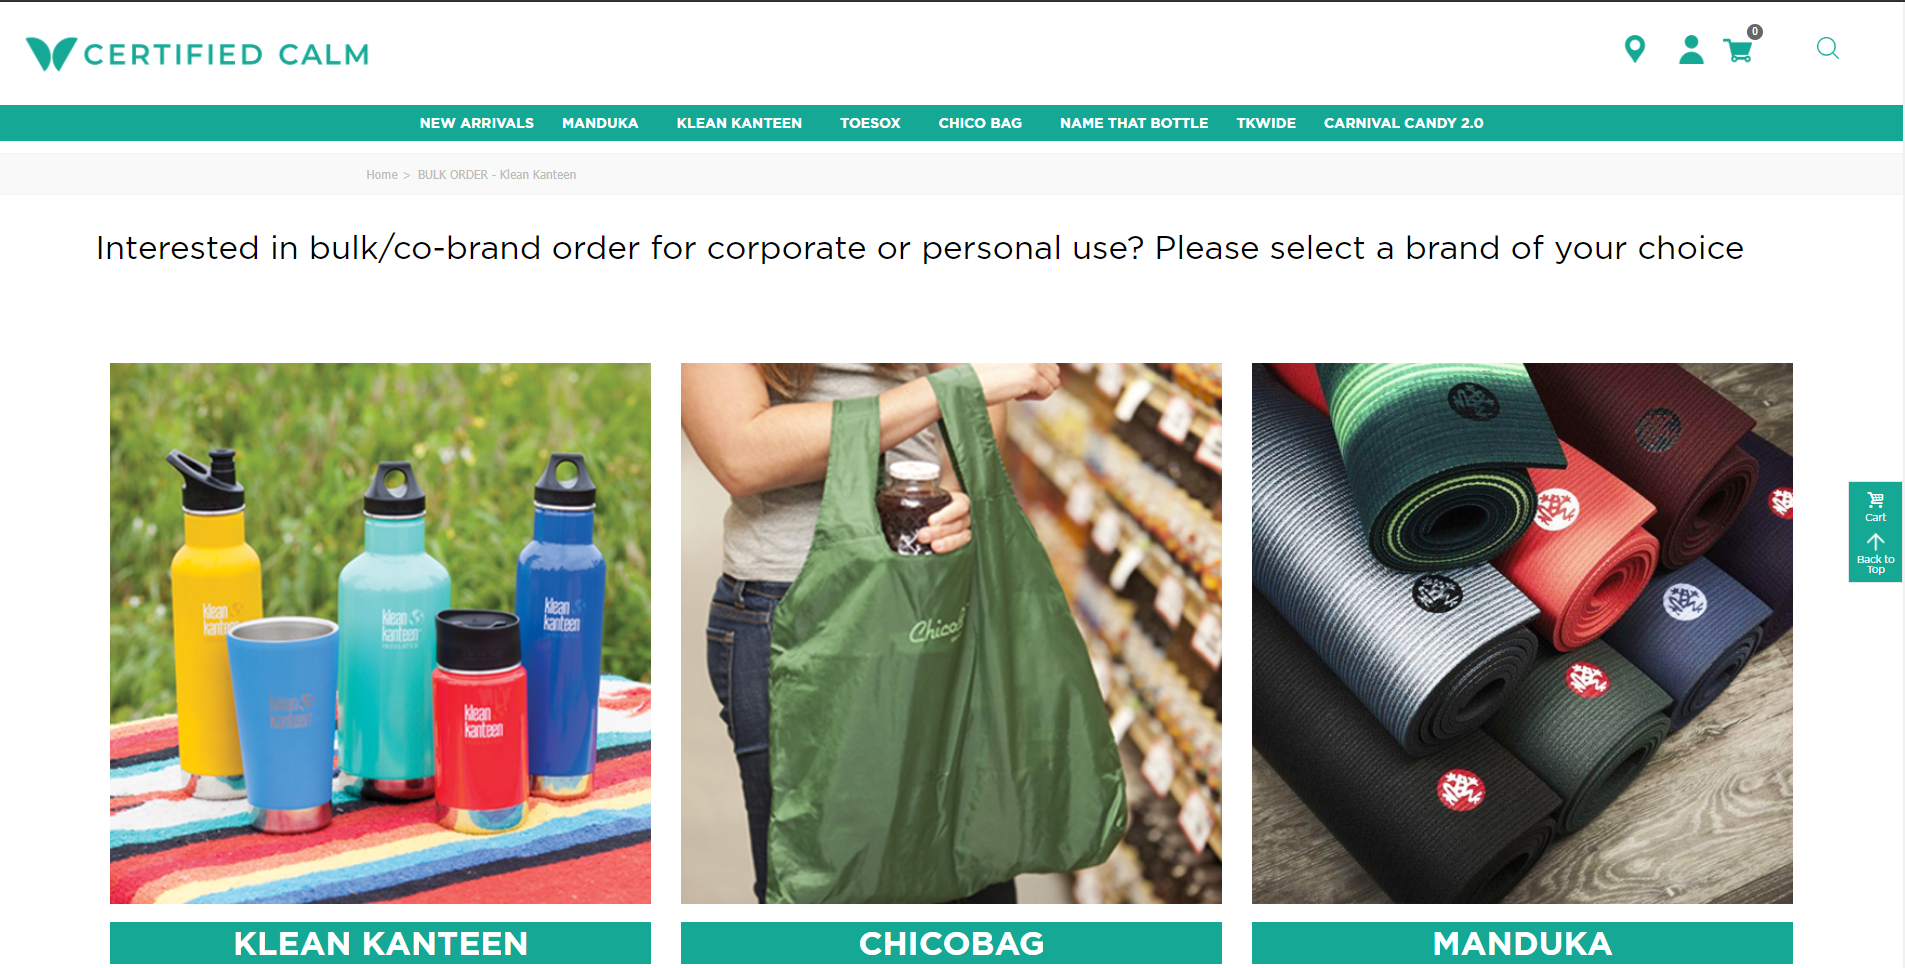 CERTIFIED CALM
0
NEW ARRIVALS MANDUKA KLEAN KANTEEN TOESOX CHICO BAG NAME THAT BOTTLE TKWIDE CARNIVAL CANDY 2.0
Home > BULK ORDER - Klean Kanteen
Interested in bulk/co-brand order for corporate or personal use? Please select a brand of your choice
klean
kanteen
klean
kanteen
INSULATED
klean
kanteen
klean
kanteen
klean
kanteen
Cart
Back to
Top
KLEAN KANTEEN CHICOBAG MANDUKA